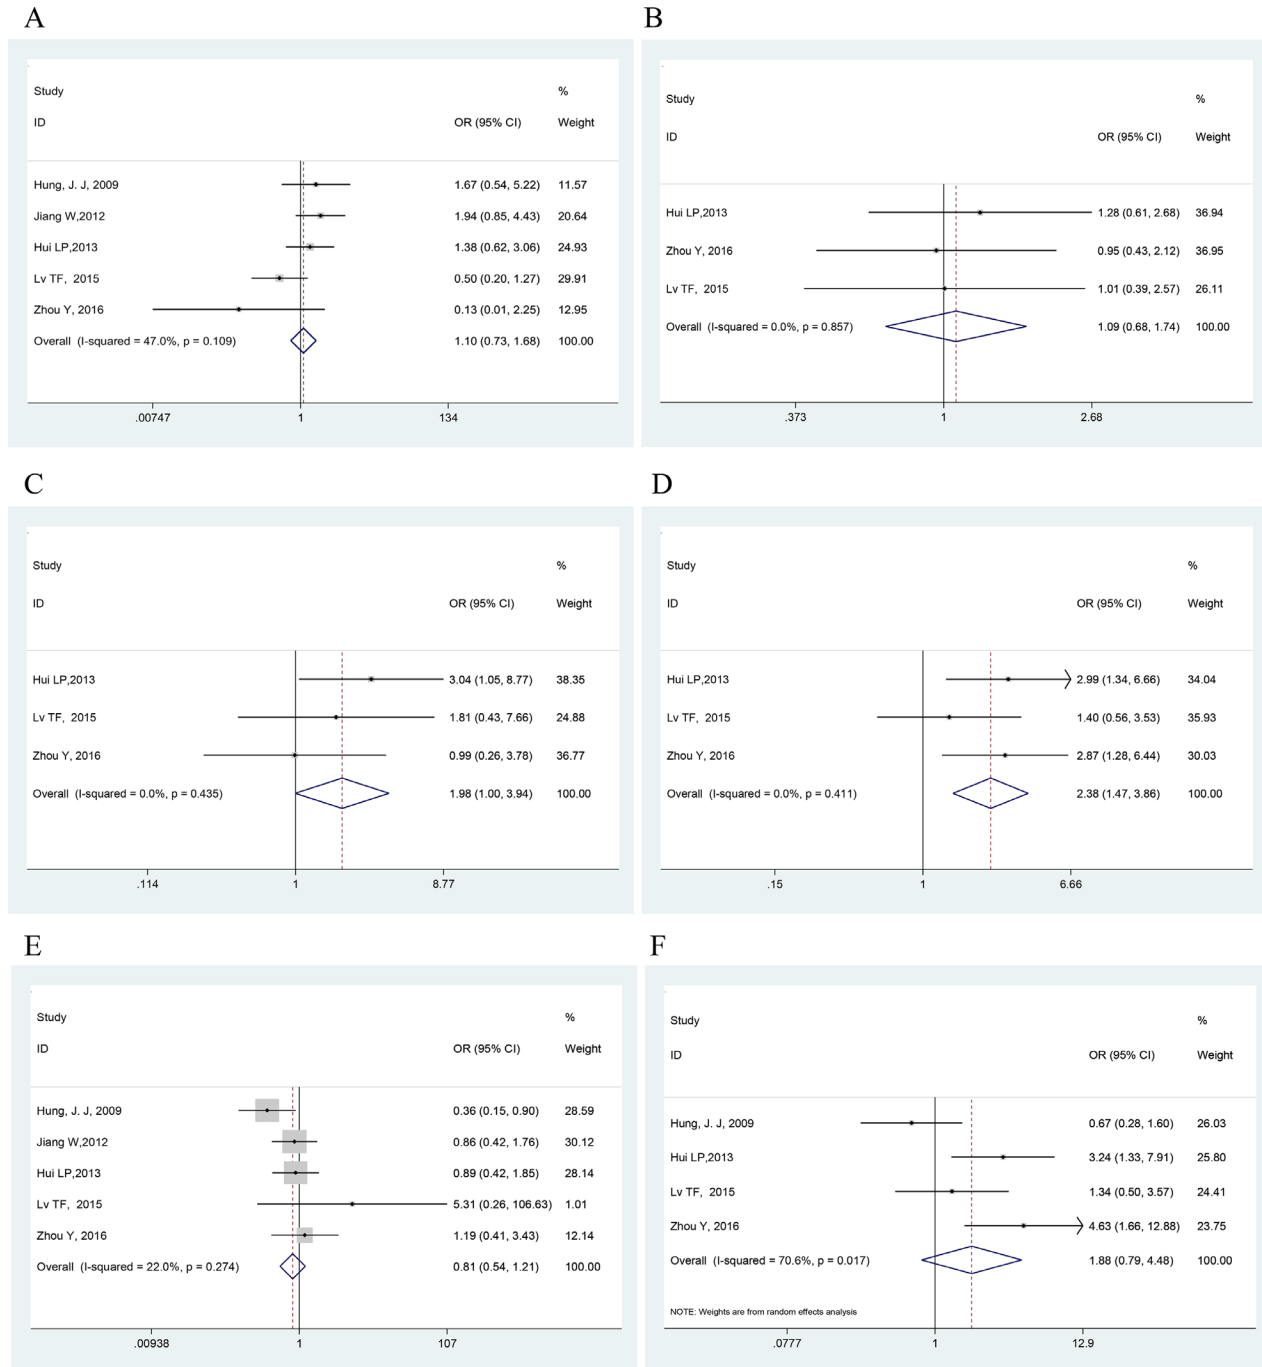 A
Study %
ID OR (95% CI) Weight
Hung, J. J, 2009 1.67 (0.54, 5.22) 11.57
Jiang W,2012 1.94 (0.85, 4.43) 20.64
Hui LP,2013 1.38 (0.62, 3.06) 24.93
Lv TF, 2015 0.50 (0.20, 1.27) 29.91
Zhou Y, 2016 0.13 (0.01, 2.25) 12.95
Overall (I-squared = 47.0%, p = 0.109) 1.10 (0.73, 1.68) 100.00
.00747 1 134
B
Study %
ID OR (95% CI) Weight
Hui LP,2013 1.28 (0.61, 2.68) 36.94
Zhou Y, 2016 0.95 (0.43, 2.12) 36.95
Lv TF, 2015 1.01 (0.39, 2.57) 26.11
Overall (I-squared = 0.0%, p = 0.857) 1.09 (0.68, 1.74) 100.00
.373 1 2.68
C
Study %
ID OR (95% CI) Weight
Hui LP,2013 3.04 (1.05, 8.77) 38.35
Lv TF, 2015 1.81 (0.43, 7.66) 24.88
Zhou Y, 2016 0.99 (0.26, 3.78) 36.77
Overall (I-squared = 0.0%, p = 0.435) 1.98 (1.00, 3.94) 100.00
.114 1 8.77
D
Study %
ID OR (95% CI) Weight
Hui LP,2013 2.99 (1.34, 6.66) 34.04
Lv TF, 2015 1.40 (0.56, 3.53) 35.93
Zhou Y, 2016 2.87 (1.28, 6.44) 30.03
Overall (I-squared = 0.0%, p = 0.411) 2.38 (1.47, 3.86) 100.00
.15 1 6.66
E
Study %
ID OR (95% CI) Weight
Hung, J. J, 2009 0.36 (0.15, 0.90) 28.59
Jiang W,2012 0.86 (0.42, 1.76) 30.12
Hui LP,2013 0.89 (0.42, 1.85) 28.14
Lv TF, 2015 5.31 (0.26, 106.63) 1.01
Zhou Y, 2016 1.19 (0.41, 3.43) 12.14
Overall (I-squared = 22.0%, p = 0.274) 0.81 (0.54, 1.21) 100.00
.00938 1 107
F
Study %
ID OR (95% CI) Weight
Hung, J. J, 2009 0.67 (0.28, 1.60) 26.03
Hui LP,2013 3.24 (1.33, 7.91) 25.80
Lv TF, 2015 1.34 (0.50, 3.57) 24.41
Zhou Y, 2016 4.63 (1.66, 12.88) 23.75
Overall (I-squared = 70.6%, p = 0.017) 1.88 (0.79, 4.48) 100.00
NOTE: Weights are from random effects analysis
.0777 1 12.9